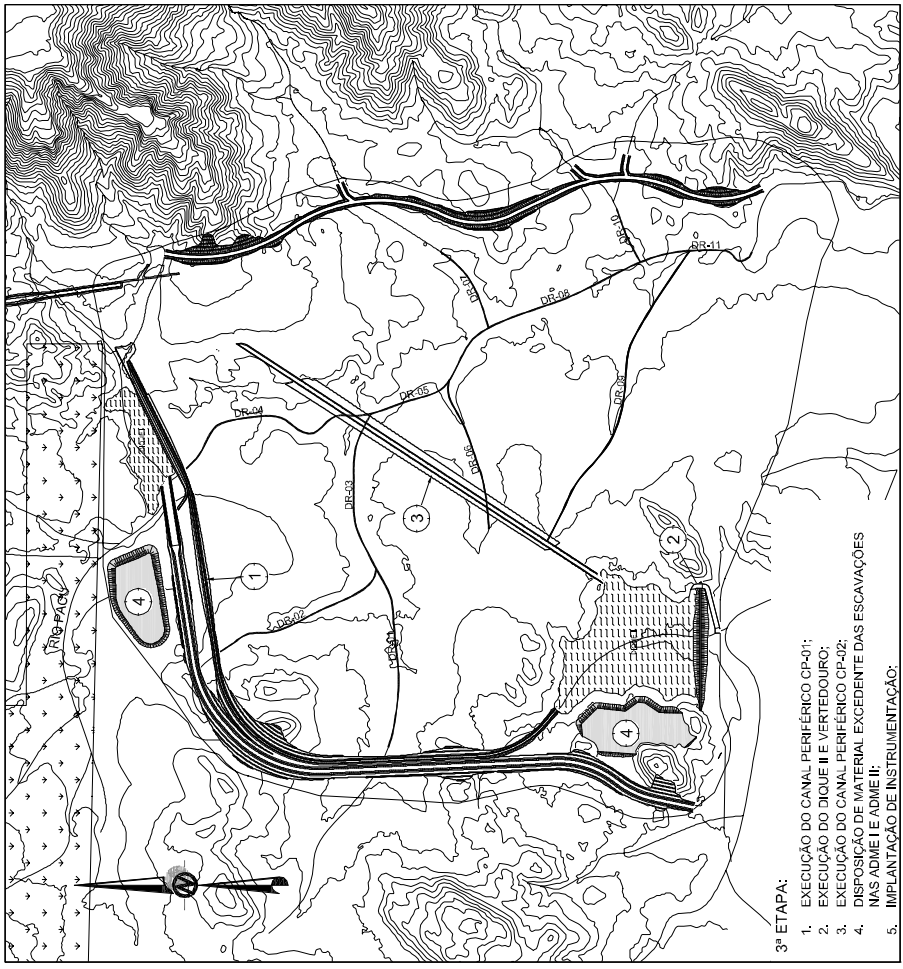 RIO PACU
DR-01
DR-02
DR-03
DR-04
DR-05
DR-06
DR-07
DR-08
DR-09
DR-10
DR-11
1
2
3
4
4
N
3ª ETAPA:
1. EXECUÇÃO DO CANAL PERIFÉRICO CP-01;
2. EXECUÇÃO DO DIQUE II E VERTEDOURO;
3. EXECUÇÃO DO CANAL PERIFÉRICO CP-02;
4. DISPOSIÇÃO DE MATERIAL EXCEDENTE DAS ESCAVAÇÕES
NAS ADME I E ADME II;
5. IMPLANTAÇÃO DE INSTRUMENTAÇÃO;